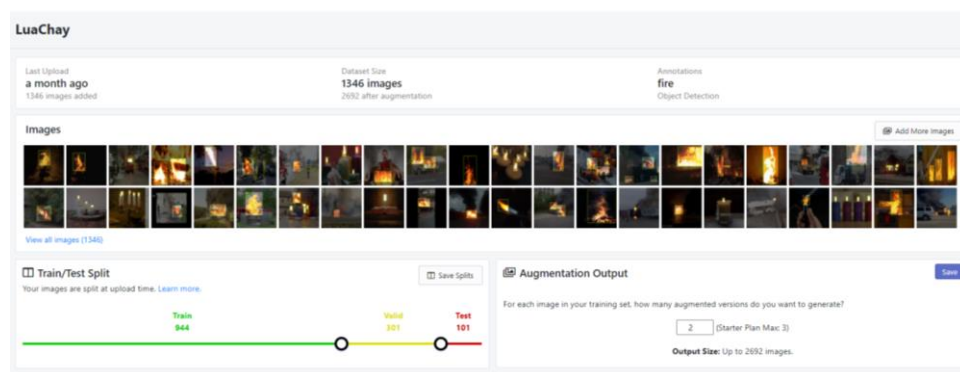 LuaChay
Last Upload
a month ago
1346 images added
Dataset Size
1346 images
2692 after augmentation
Annotations
fire
Object Detection
Images
Add More Images
View all images (1346)
Train/Test Split
Save Splits
Your images are split at upload time. Learn more.
Train
944
Valid
301
Test
101
Augmentation Output
Save
For each image in your training set, how many augmented versions do you want to generate?
2 (Starter Plan Max: 3)
Output Size: Up to 2692 images.